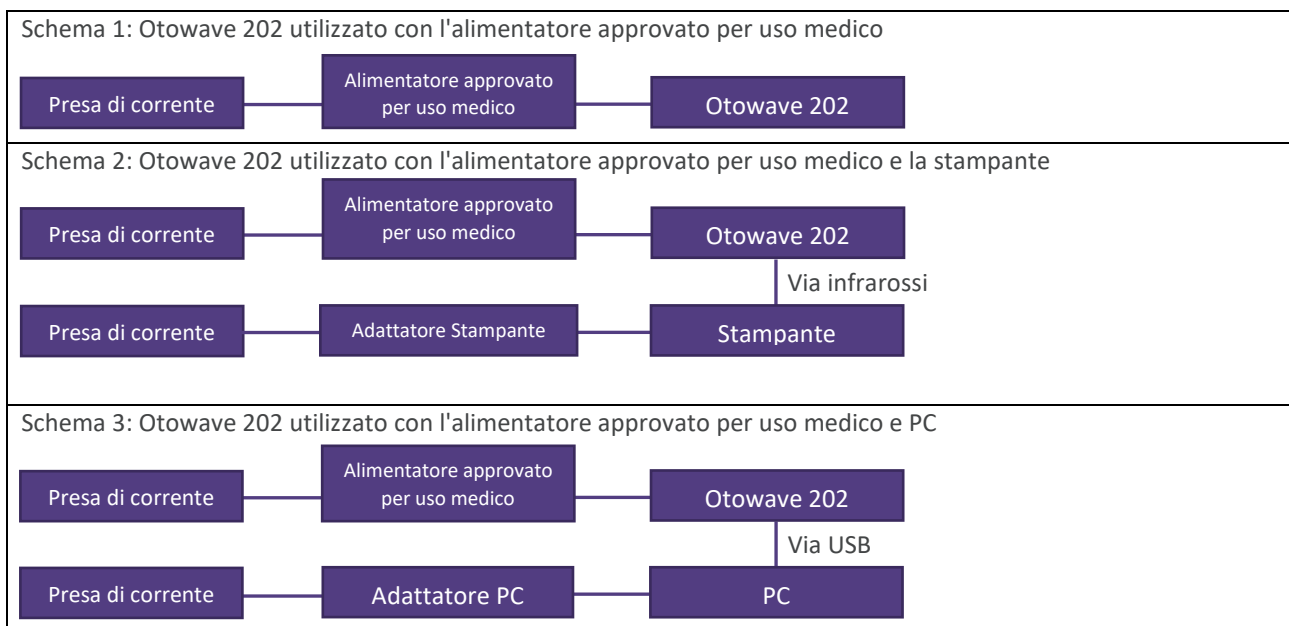 Schema 1: Otowave 202 utilizzato con l'alimentatore approvato per uso medico
Presa di corrente
Alimentatore approvato
per uso medico
Otowave 202
Schema 2: Otowave 202 utilizzato con l'alimentatore approvato per uso medico e la stampante
Presa di corrente
Alimentatore approvato
per uso medico
Otowave 202
Via infrarossi
Presa di corrente
Adattatore Stampante
Stampante
Schema 3: Otowave 202 utilizzato con l'alimentatore approvato per uso medico e PC
Presa di corrente
Alimentatore approvato
per uso medico
Otowave 202
Via USB
Presa di corrente
Adattatore PC
PC